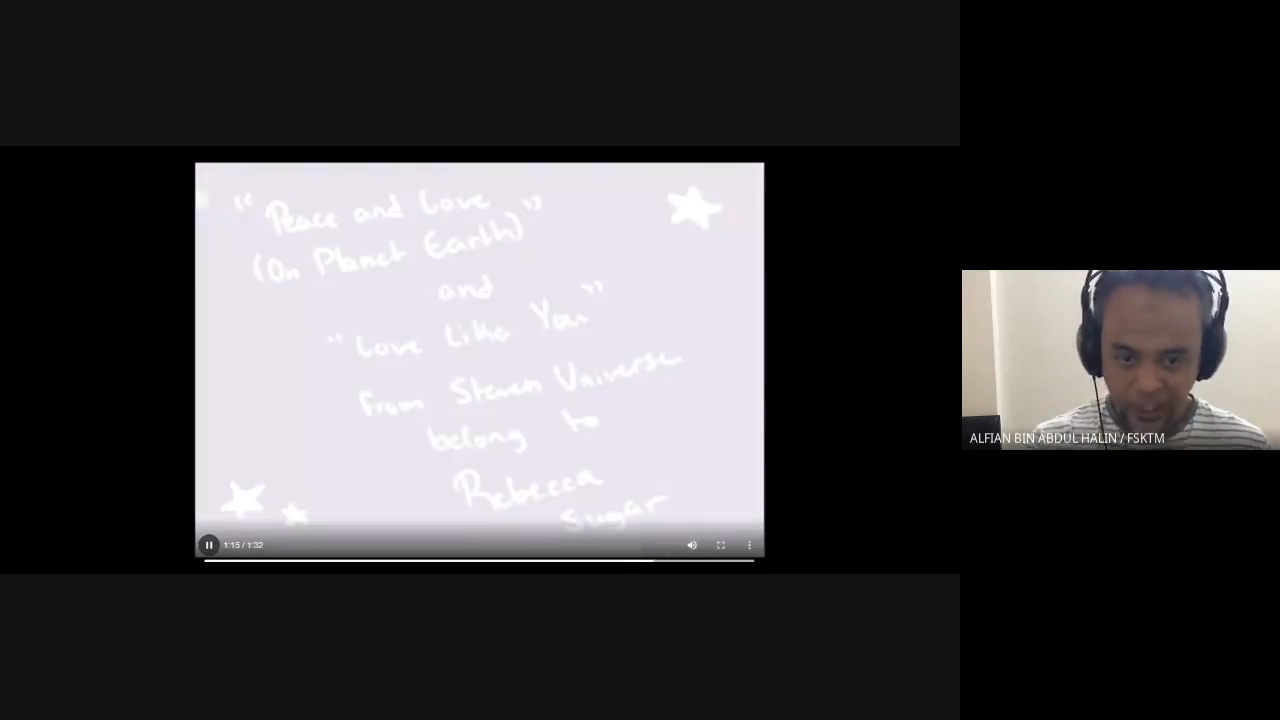 "Peace and Love
(On Planet Earth)"
and
"Love Like You"
from Steven Universe
belong to
Rebecca
Sugar
1:15 / 1:32
ALFIAN BIN ABDUL HALIN / FSKTM